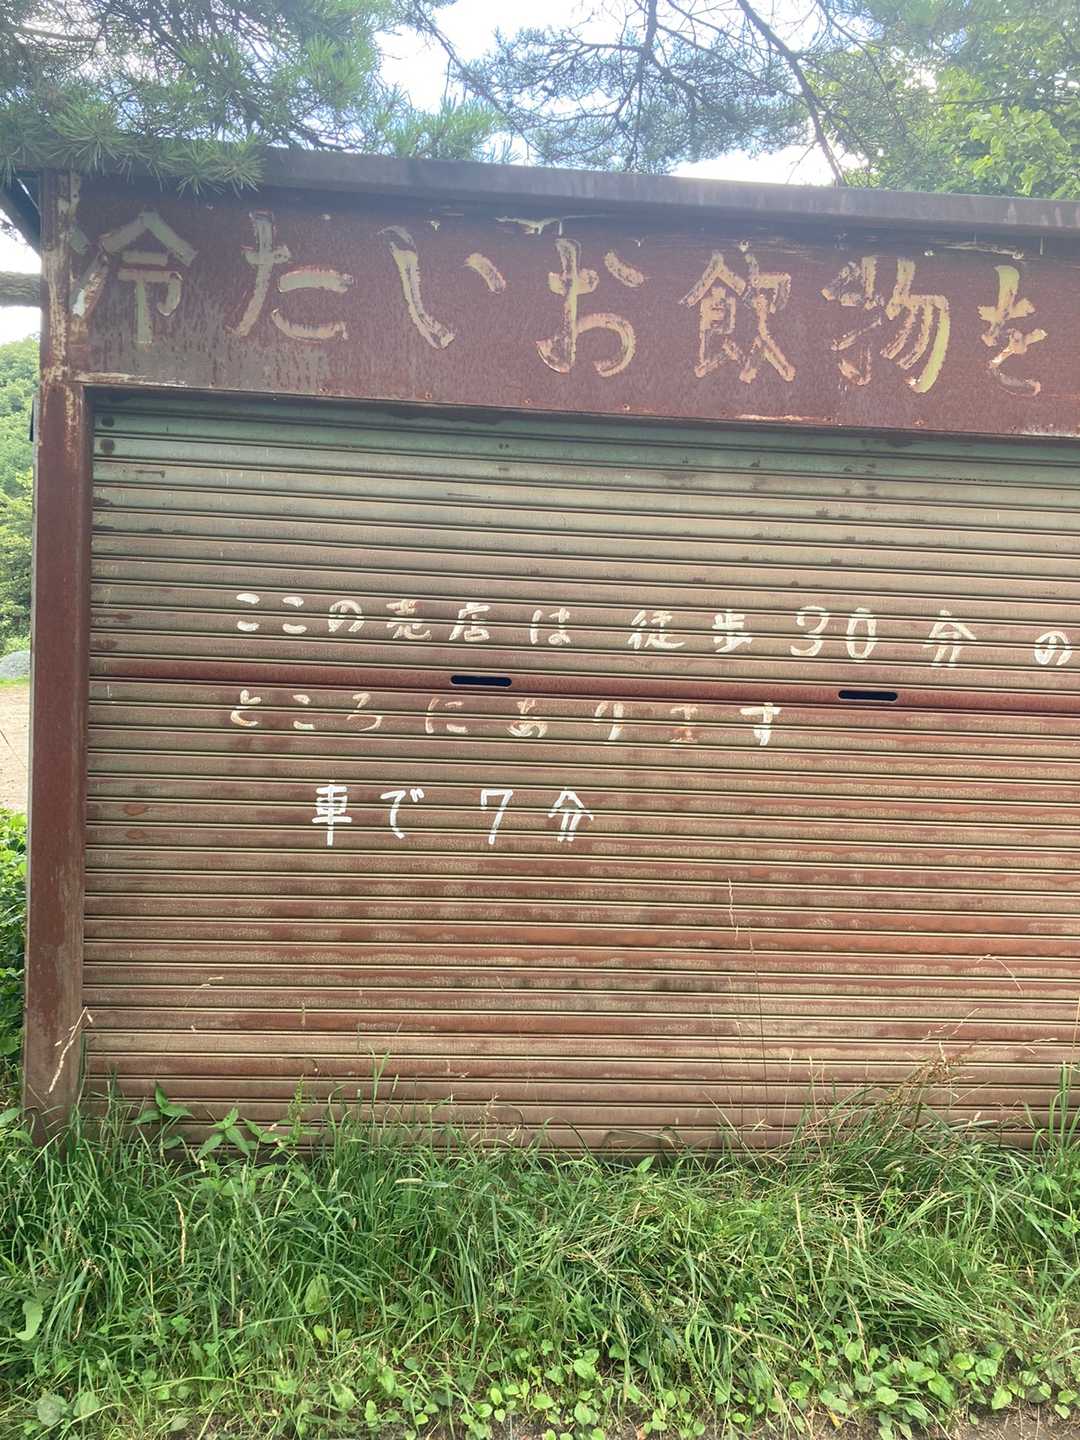 冷たいお飲物を
ここの売店は徒歩30分の
ところにあります
車で7分